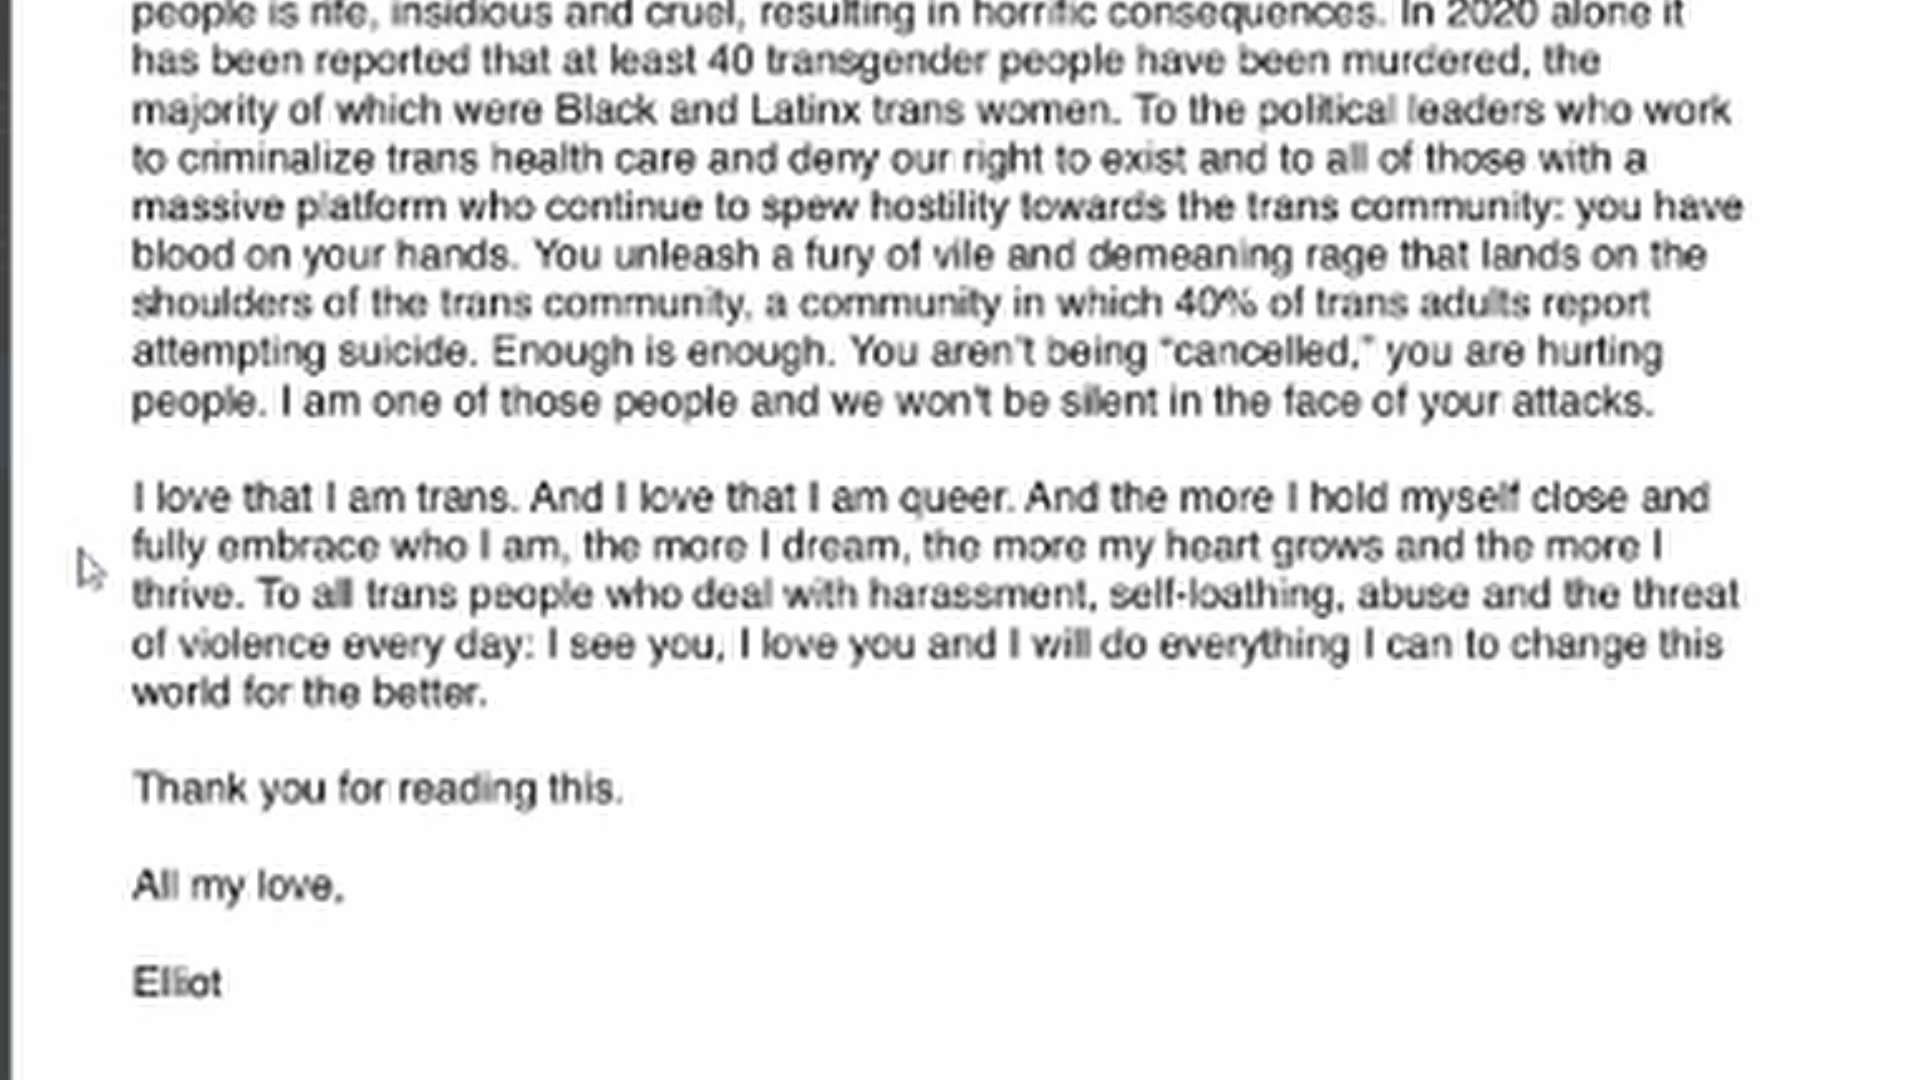 people is rife, insidious and cruel, resulting in horrific consequences. In 2020 alone it
has been reported that at least 40 transgender people have been murdered, the
majority of which were Black and Latinx trans women. To the political leaders who work
to criminalize trans health care and deny our right to exist and to all of those with a
massive platform who continue to spew hostility towards the trans community: you have
blood on your hands. You unleash a fury of vile and demeaning rage that lands on the
shoulders of the trans community, a community in which 40% of trans adults report
attempting suicide. Enough is enough. You aren't being “cancelled,” you are hurting
people. I am one of those people and we won't be silent in the face of your attacks.
I love that I am trans. And I love that I am queer. And the more I hold myself close and
fully embrace who I am, the more I dream, the more my heart grows and the more I
thrive. To all trans people who deal with harassment, self-loathing, abuse and the threat
of violence every day: I see you, I love you and I will do everything I can to change this
world for the better.
Thank you for reading this.
All my love,
Elliot